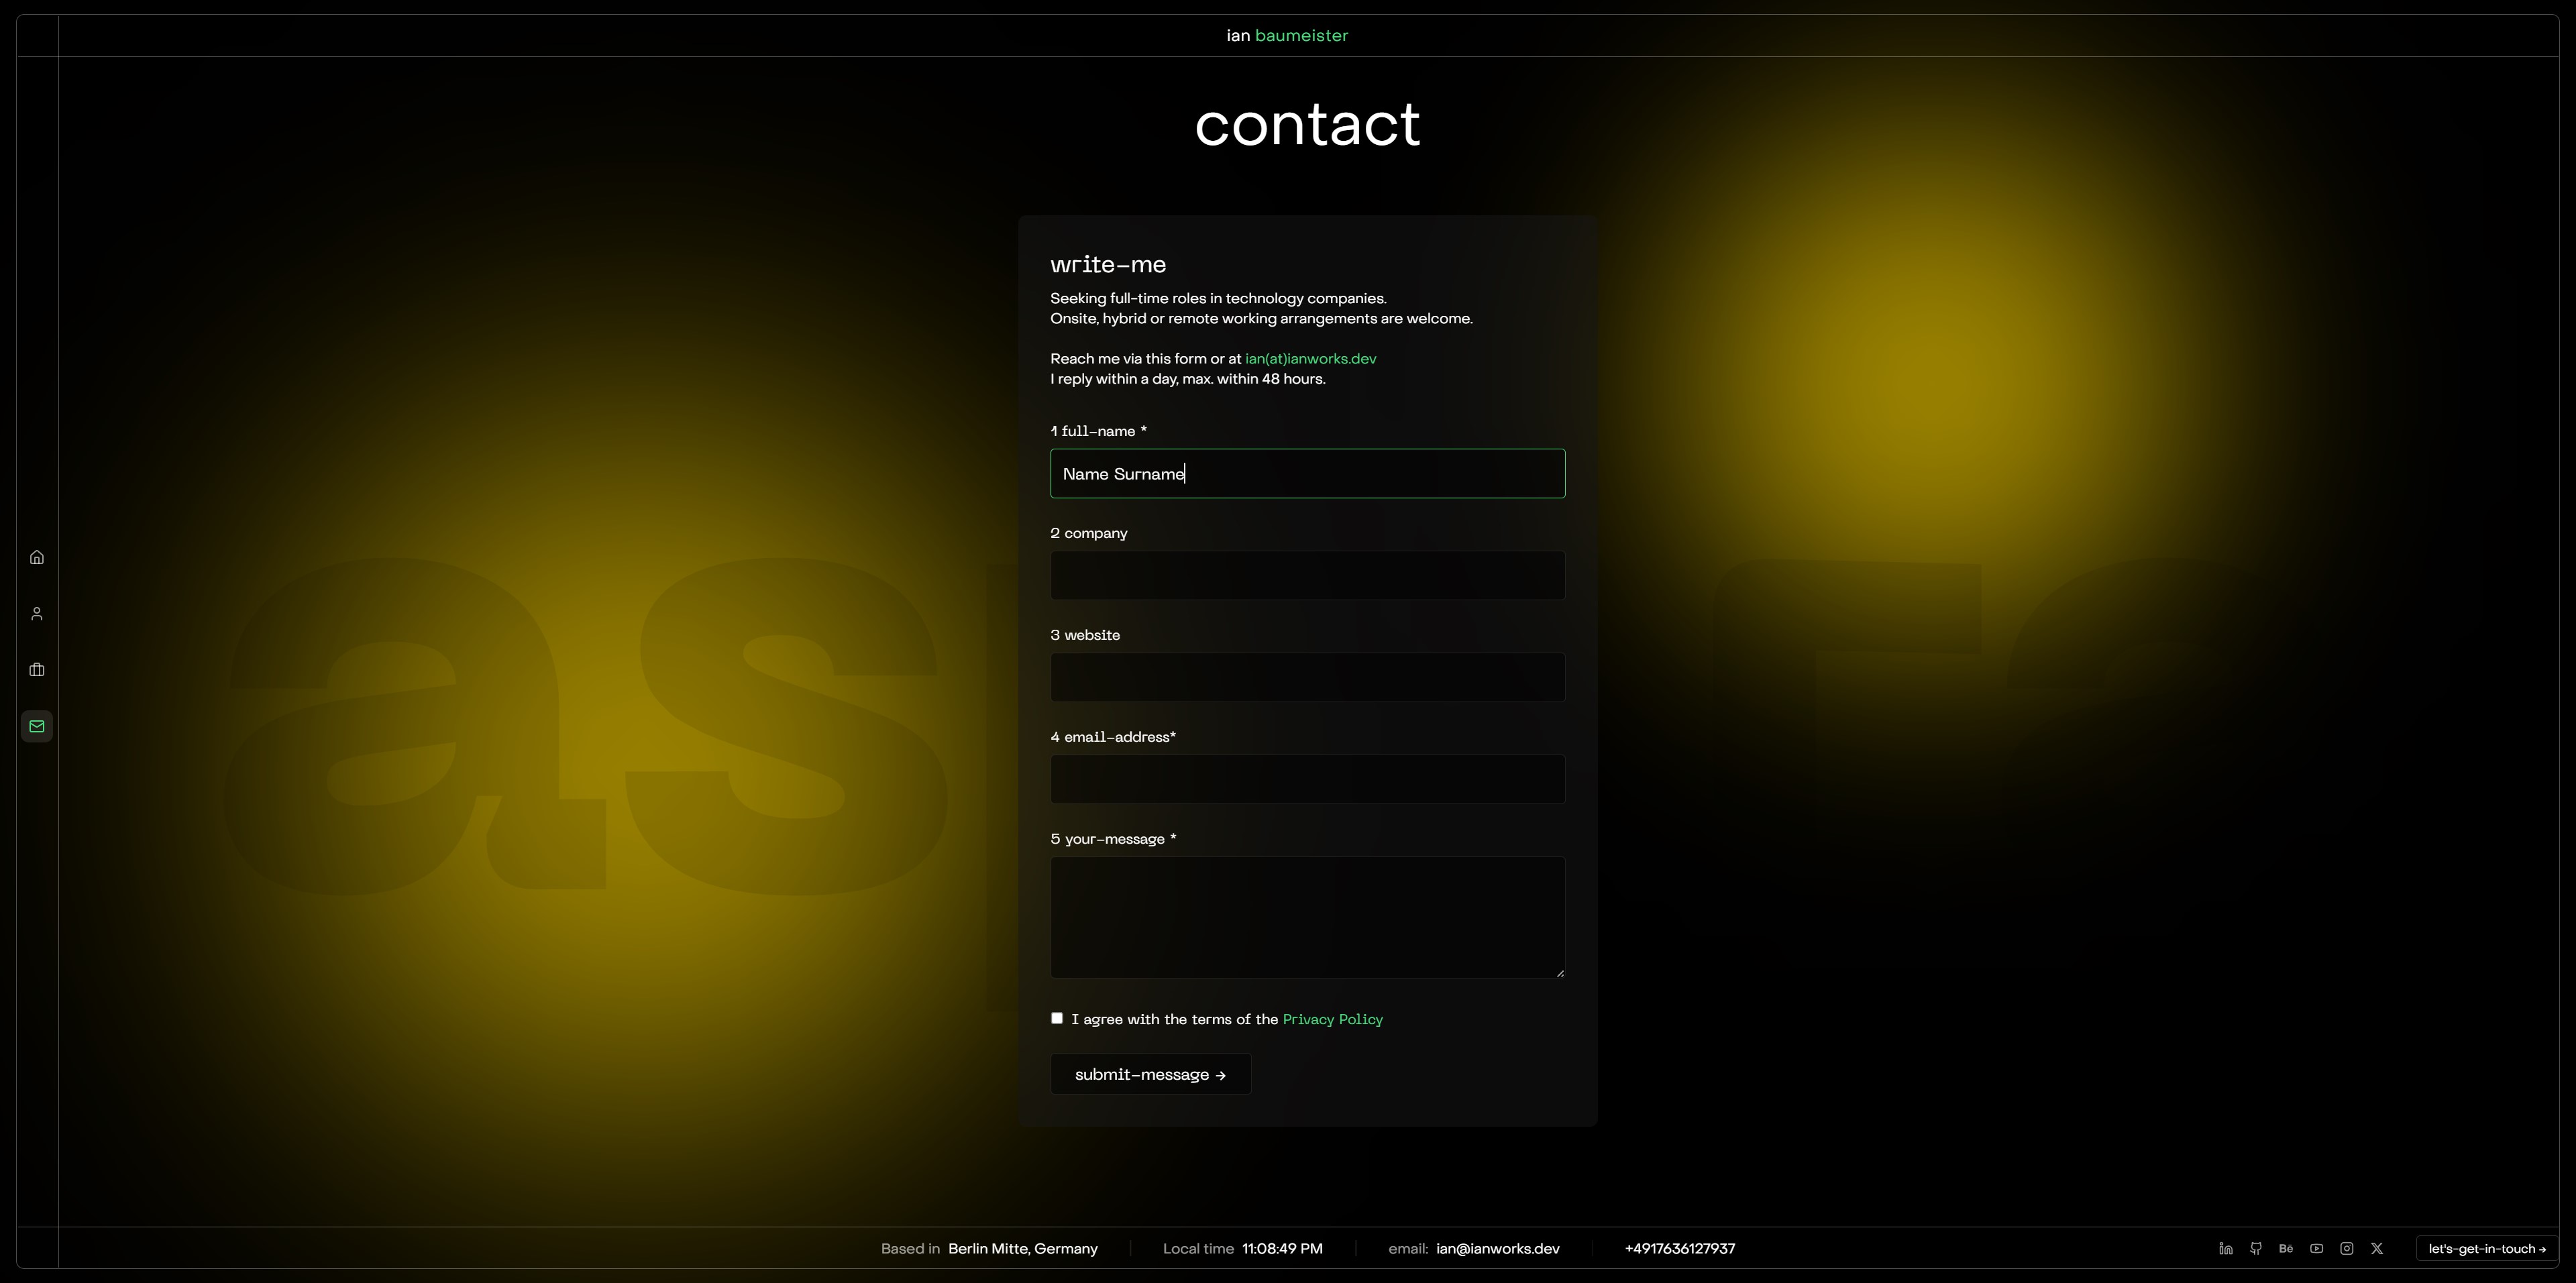 ian baumeister
contact
write-me
Seeking full-time roles in technology companies.
Onsite, hybrid or remote working arrangements are welcome.
Reach me via this form or at ian(at)ianworks.dev
I reply within a day, max. within 48 hours.
1 full-name *
Name Surname
2 company
3 website
4 email-address*
5 your-message *
I agree with the terms of the Privacy Policy
submit-message →
Based in Berlin Mitte, Germany
Local time 11:08:49 PM
email: ian@ianworks.dev
+4917636127937
let's-get-in-touch →